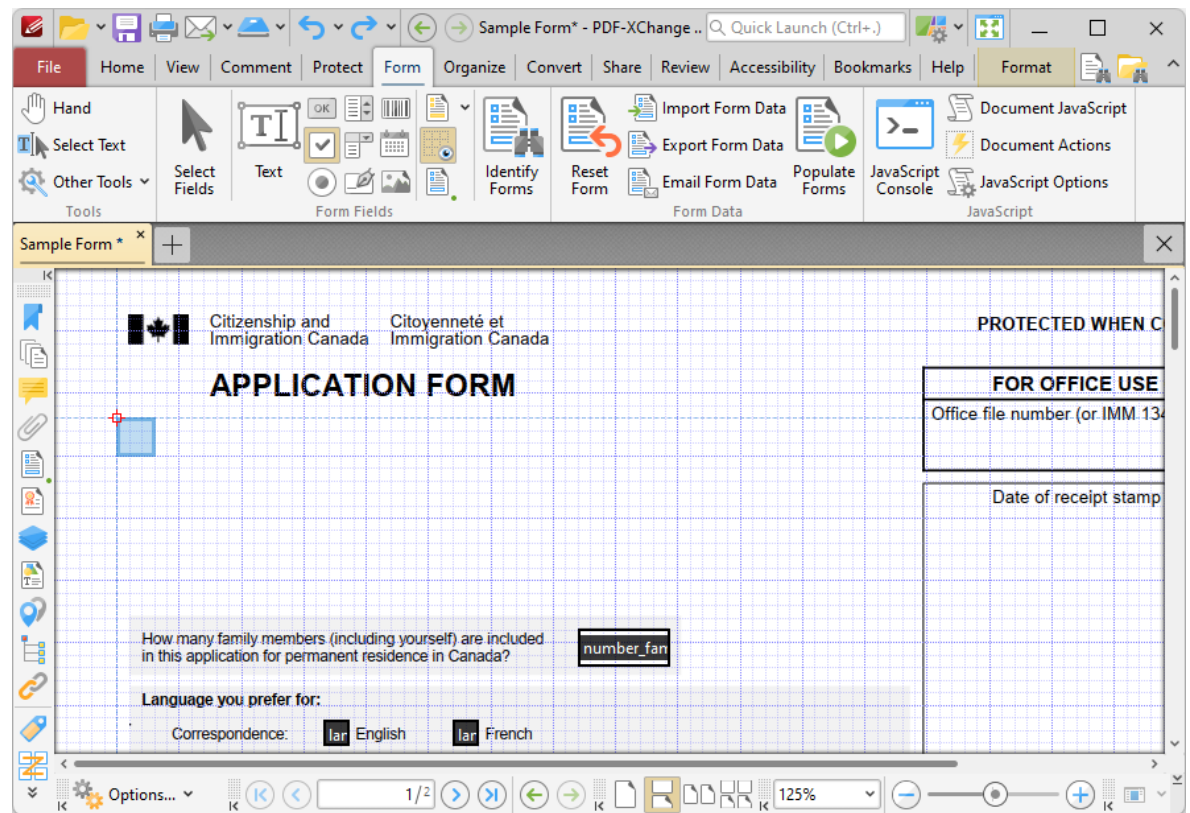 Sample Form* - PDF-XChange .. Quick Launch (Ctrl+.)
File Home View Comment Protect Form Organize Convert Share Review Accessibility Bookmarks Help Format
Hand
Select Text
Other Tools
Tools
Select Fields
Text
OK
Form Fields
Identify Forms
Reset Form
Import Form Data
Export Form Data
Email Form Data
Populate Forms
Form Data
JavaScript Console
Document JavaScript
Document Actions
JavaScript Options
JavaScript
Sample Form *
Citizenship and Citoyenneté et
Immigration Canada Immigration Canada
PROTECTED WHEN C
APPLICATION FORM
FOR OFFICE USE
Office file number (or IMM 134
Date of receipt stamp
How many family members (including yourself) are included
in this application for permanent residence in Canada?
number_fam
Language you prefer for:
Correspondence: lar English lar French
Options... 1/2 125%